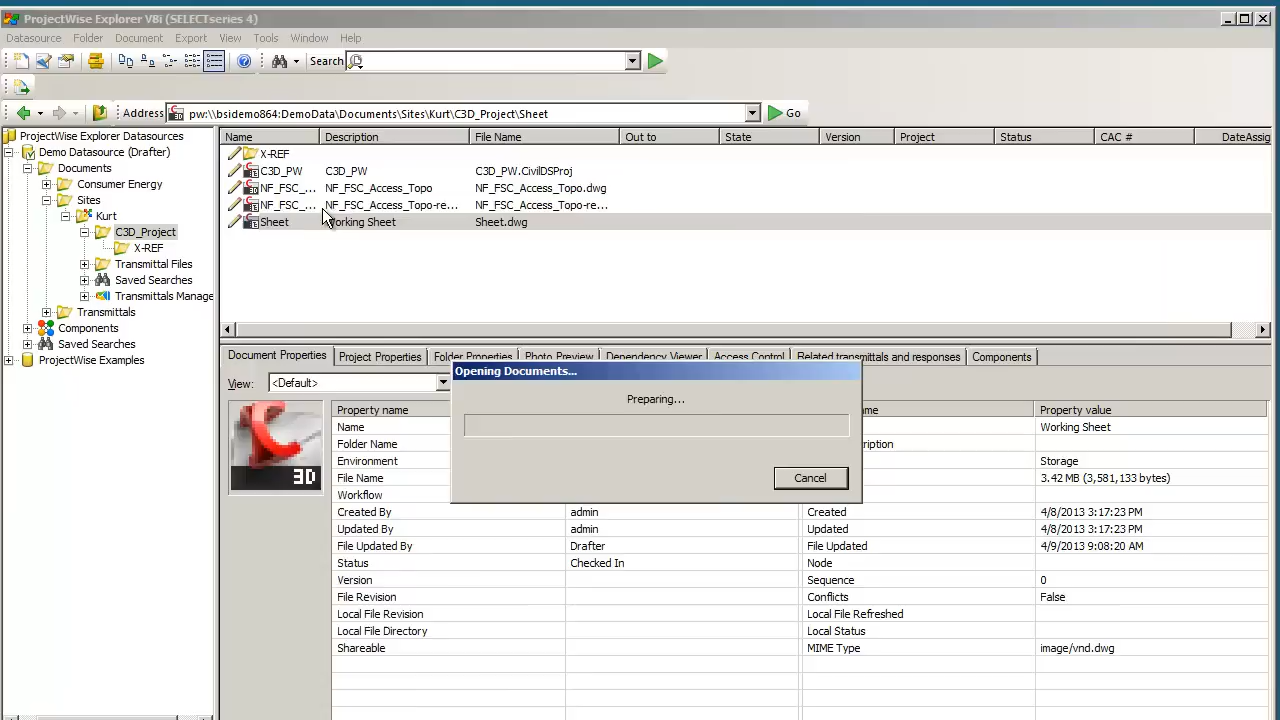 ProjectWise Explorer V8i (SELECTseries 4)
Datasource Folder Document Export View Tools Window Help
Search
Address pw:\\bsidemo864:DemoData\Documents\Sites\Kurt\C3D_Project\Sheet Go
ProjectWise Explorer Datasources
Demo Datasource (Drafter)
Documents
Consumer Energy
Sites
Kurt
C3D_Project
X-REF
Transmittal Files
Saved Searches
Transmittals Manage
Transmittals
Components
Saved Searches
ProjectWise Examples
Name Description File Name Out to State Version Project Status CAC # DateAssig
X-REF
C3D_PW C3D_PW C3D_PW.CivilDSProj
NF_FSC_... NF_FSC_Access_Topo NF_FSC_Access_Topo.dwg
NF_FSC_... NF_FSC_Access_Topo-re... NF_FSC_Access_Topo-re...
Sheet Working Sheet Sheet.dwg
Document Properties Project Properties Folder Properties Photo Preview Dependency Viewer Access Control Related transmittals and responses Components
View: <Default>
3D
Opening Documents...
Preparing...
Cancel
Property name ame Property value
Name Working Sheet
Folder Name ription
Environment Storage
File Name 3.42 MB (3,581,133 bytes)
Workflow
Created By admin Created 4/8/2013 3:17:23 PM
Updated By admin Updated 4/8/2013 3:17:23 PM
File Updated By Drafter File Updated 4/9/2013 9:08:20 AM
Status Checked In Node
Version Sequence 0
File Revision Conflicts False
Local File Revision Local File Refreshed
Local File Directory Local Status
Shareable MIME Type image/vnd.dwg